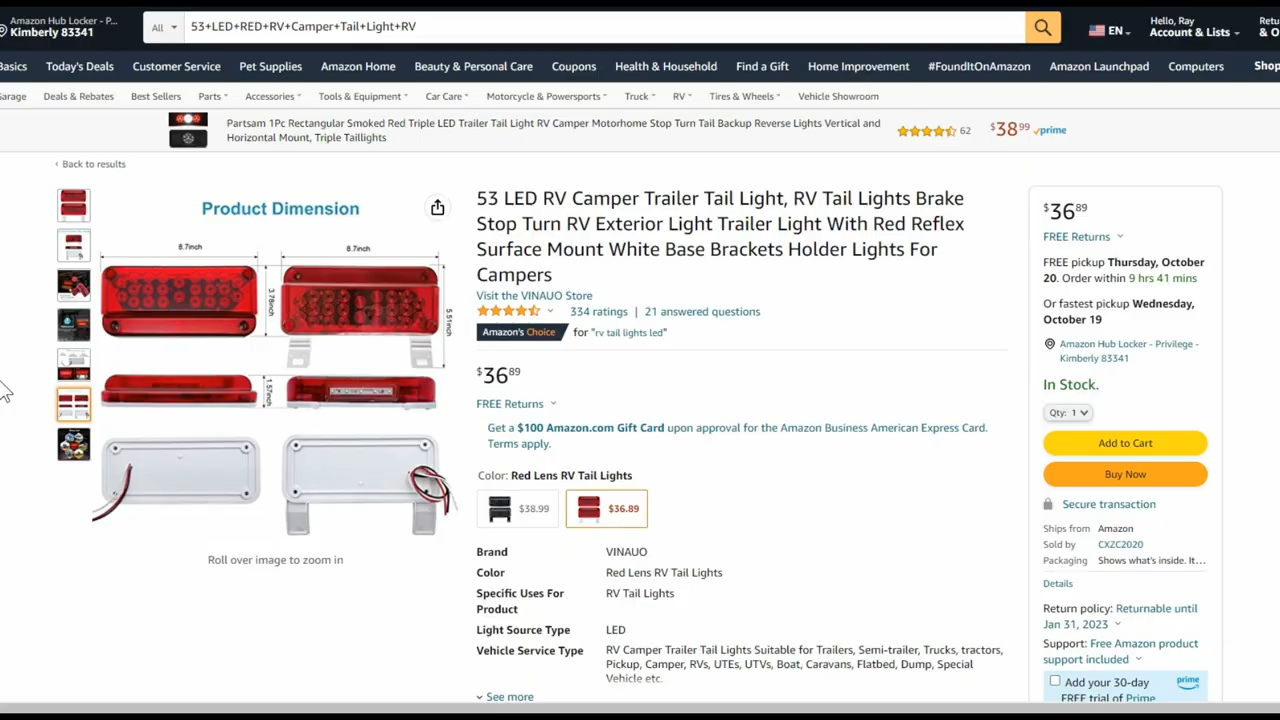 Amazon Hub Locker - P...
Kimberly 83341
All
53+LED+RED+RV+Camper+Tail+Light+RV
EN
Hello, Ray
Account & Lists
Retu
& O
Basics
Today's Deals
Customer Service
Pet Supplies
Amazon Home
Beauty & Personal Care
Coupons
Health & Household
Find a Gift
Home Improvement
#FoundItOnAmazon
Amazon Launchpad
Computers
Shop
Garage
Deals & Rebates
Best Sellers
Parts
Accessories
Tools & Equipment
Car Care
Motorcycle & Powersports
Truck
RV
Tires & Wheels
Vehicle Showroom
Partsam 1Pc Rectangular Smoked Red Triple LED Trailer Tail Light RV Camper Motorhome Stop Turn Tail Backup Reverse Lights Vertical and
Horizontal Mount, Triple Taillights
62
$38 99 prime
‹ Back to results
Product Dimension
8.7inch
8.7inch
3.78inch
5.51inch
1.57inch
Roll over image to zoom in
53 LED RV Camper Trailer Tail Light, RV Tail Lights Brake
Stop Turn RV Exterior Light Trailer Light With Red Reflex
Surface Mount White Base Brackets Holder Lights For
Campers
Visit the VINAUO Store
334 ratings | 21 answered questions
Amazon's Choice for "rv tail lights led"
$36 89
FREE Returns
Get a $100 Amazon.com Gift Card upon approval for the Amazon Business American Express Card.
Terms apply.
Color: Red Lens RV Tail Lights
$38.99
$36.89
Brand VINAUO
Color Red Lens RV Tail Lights
Specific Uses For RV Tail Lights
Product
Light Source Type LED
Vehicle Service Type RV Camper Trailer Tail Lights Suitable for Trailers, Semi-trailer, Trucks, tractors,
Pickup, Camper, RVs, UTEs, UTVs, Boat, Caravans, Flatbed, Dump, Special
Vehicle etc.
See more
$36 89
FREE Returns
FREE pickup Thursday, October
20. Order within 9 hrs 41 mins
Or fastest pickup Wednesday,
October 19
Amazon Hub Locker - Privilege -
Kimberly 83341
In Stock.
Qty: 1
Add to Cart
Buy Now
Secure transaction
Ships from Amazon
Sold by CXZC2020
Packaging Shows what's inside. It...
Details
Return policy: Returnable until
Jan 31, 2023
Support: Free Amazon product
support included
Add your 30-day prime
FREE trial of Prime